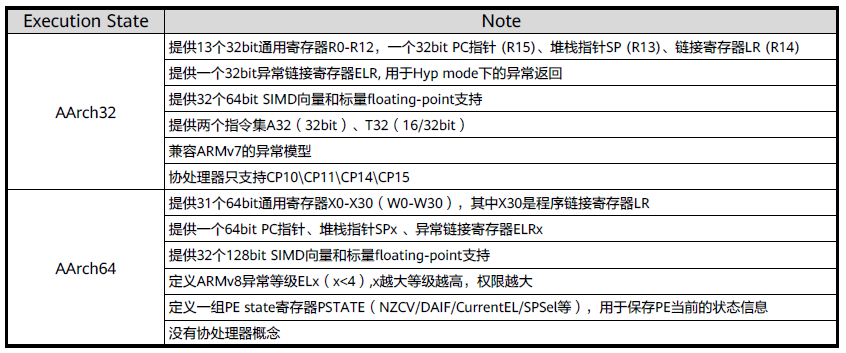 Execution State
Note
AArch32
提供13个32bit通用寄存器R0-R12，一个32bit PC指针 (R15)、堆栈指针SP (R13)、链接寄存器LR (R14)
提供一个32bit异常链接寄存器ELR, 用于Hyp mode下的异常返回
提供32个64bit SIMD向量和标量floating-point支持
提供两个指令集A32（32bit）、T32（16/32bit）
兼容ARMv7的异常模型
协处理器只支持CP10\CP11\CP14\CP15
AArch64
提供31个64bit通用寄存器X0-X30（W0-W30），其中X30是程序链接寄存器LR
提供一个64bit PC指针、堆栈指针SPx 、异常链接寄存器ELRx
提供32个128bit SIMD向量和标量floating-point支持
定义ARMv8异常等级ELx（x<4）,x越大等级越高，权限越大
定义一组PE state寄存器PSTATE（NZCV/DAIF/CurrentEL/SPSel等），用于保存PE当前的状态信息
没有协处理器概念